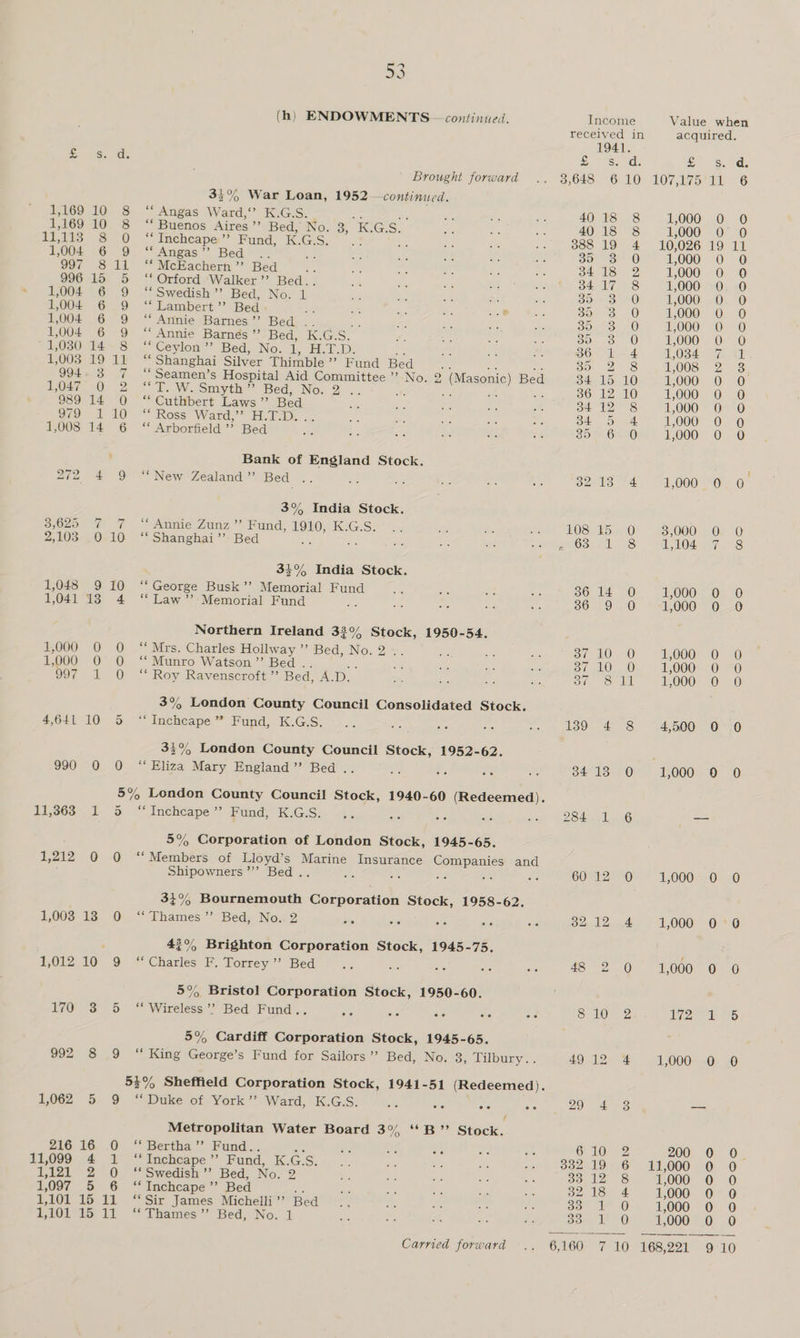 53
(h) ENDOWMENTS—continued. Income Value when
received in acquired.
1941.
£ s. d. £ s. d. £ s. d.
Brought forward .. 3,648 6 10 107,175 11 6
3½% War Loan, 1952—continued.
1,169 10 8 “Angas Ward,” K.G.S. .. 40 18 8 1,000 0 0
1,169 10 8 “Buenos Aires” Bed, No. 3, K.G.S. .. 40 18 8 1,000 0 0
11,113 8 0 “Inchcape” Fund, K.G.S. .. 388 19 4 10,026 19 11
1,004 6 9 “Angas” Bed .. 35 3 0 1,000 0 0
997 8 11 “McEachern” Bed .. 34 18 2 1,000 0 0
996 15 5 “Orford Walker” Bed .. 34 17 8 1,000 0 0
1,004 6 9 “Swedish” Bed, No. 1 .. 35 3 0 1,000 0 0
1,004 6 9 “Lambert” Bed .. 35 3 0 1,000 0 0
1,004 6 9 “Annie Barnes” Bed .. 35 3 0 1,000 0 0
1,004 6 9 “Annie Barnes” Bed, K.G.S. .. 35 3 0 1,000 0 0
1,030 14 8 “Ceylon” Bed, No. 1, H.T.D. .. 36 1 4 1,034 7 1
1,003 19 11 “Shanghai Silver Thimble” Fund Bed .. 35 2 8 1,008 2 3
994 3 7 “Seamen’s Hospital Aid Committee” No. 2 (Masonic) Bed 34 15 10 1,000 0 0
1,047 0 2 “T. W. Smyth” Bed, No. 2 .. 36 12 10 1,000 0 0
989 14 0 “Cuthbert Laws” Bed .. 34 12 8 1,000 0 0
979 1 10 “Ross Ward,” H.T.D. .. 34 5 4 1,000 0 0
1,008 14 6 “Arborfield” Bed .. 35 6 0 1,000 0 0
Bank of England Stock.
272 4 9 “New Zealand” Bed .. 32 13 4 1,000 0 0
3% India Stock.
3,625 7 7 “Annie Zunz” Fund, 1910, K.G.S. .. 108 15 0 3,000 0 0
2,103 0 10 “Shanghai” Bed .. 63 1 8 1,104 7 8
3½% India Stock.
1,048 9 10 “George Busk” Memorial Fund .. 36 14 0 1,000 0 0
1,041 13 4 “Law” Memorial Fund .. 36 9 0 1,000 0 0
Northern Ireland 3¾% Stock, 1950-54.
1,000 0 0 “Mrs. Charles Hollway” Bed, No. 2 .. 37 10 0 1,000 0 0
1,000 0 0 “Munro Watson” Bed .. 37 10 0 1,000 0 0
997 1 0 “Roy Ravenscroft” Bed, A.D. .. 37 8 11 1,000 0 0
3% London County Council Consolidated Stock.
4,641 10 5 “Inchcape” Fund, K.G.S. .. 139 4 8 4,500 0 0
3½% London County Council Stock, 1952-62.
990 0 0 “Eliza Mary England” Bed .. 34 13 0 1,000 0 0
5% London County Council Stock, 1940-60 (Redeemed).
11,363 1 5 “Inchcape” Fund, K.G.S. .. 284 1 6 —
5% Corporation of London Stock, 1945-65.
1,212 0 0 “Members of Lloyd’s Marine Insurance Companies and
Shipowners’” Bed .. 60 12 0 1,000 0 0
3½% Bournemouth Corporation Stock, 1958-62.
1,003 13 0 “Thames” Bed, No. 2 .. 32 12 4 1,000 0 0
4¾% Brighton Corporation Stock, 1945-75.
1,012 10 9 “Charles F. Torrey” Bed .. 48 2 0 1,000 0 0
5% Bristol Corporation Stock, 1950-60.
170 3 5 “Wireless” Bed Fund .. 8 10 2 172 1 5
5% Cardiff Corporation Stock, 1945-65.
992 8 9 “King George’s Fund for Sailors” Bed, No. 3, Tilbury.. 49 12 4 1,000 0 0
5½% Sheffield Corporation Stock, 1941-51 (Redeemed).
1,062 5 9 “Duke of York” Ward, K.G.S. .. 29 4 3 —
Metropolitan Water Board 3% “B” Stock.
216 16 0 “Bertha” Fund .. 6 10 2 200 0 0
11,099 4 1 “Inchcape” Fund, K.G.S. .. 332 19 6 11,000 0 0
1,121 2 0 “Swedish” Bed, No. 2 .. 33 12 8 1,000 0 0
1,097 5 6 “Inchcape” Bed .. 32 18 4 1,000 0 0
1,101 15 11 “Sir James Michelli” Bed .. 33 1 0 1,000 0 0
1,101 15 11 “Thames” Bed, No. 1 .. 33 1 0 1,000 0 0
Carried forward .. 6,160 7 10 168,221 9 10